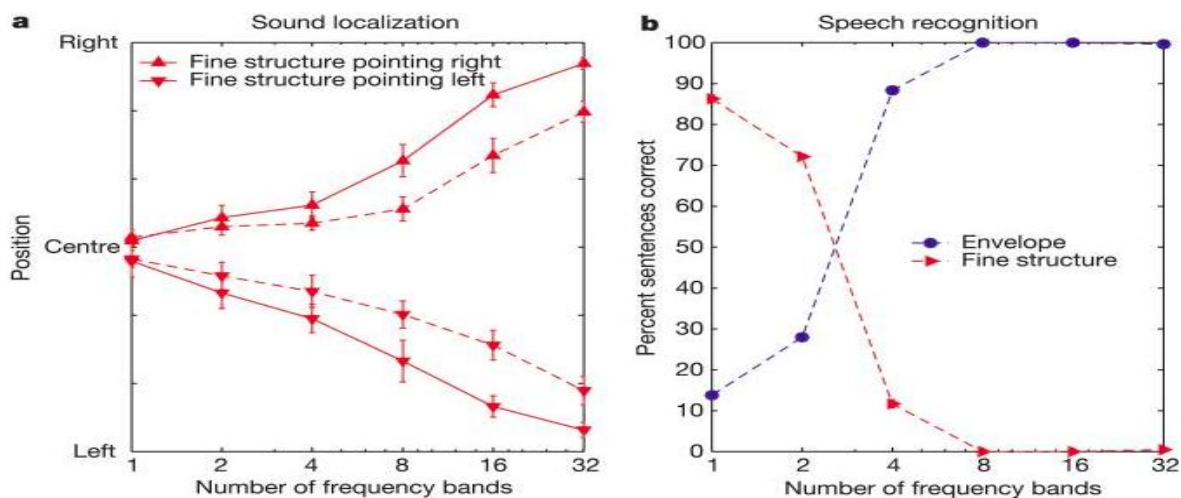 a
Sound localization
Right
Fine structure pointing right
Fine structure pointing left
Position
Centre
Left
1 2 4 8 16 32
Number of frequency bands
b
Speech recognition
100
90
80
70
60
50
40
30
20
10
0
Percent sentences correct
Envelope
Fine structure
1 2 4 8 16 32
Number of frequency bands